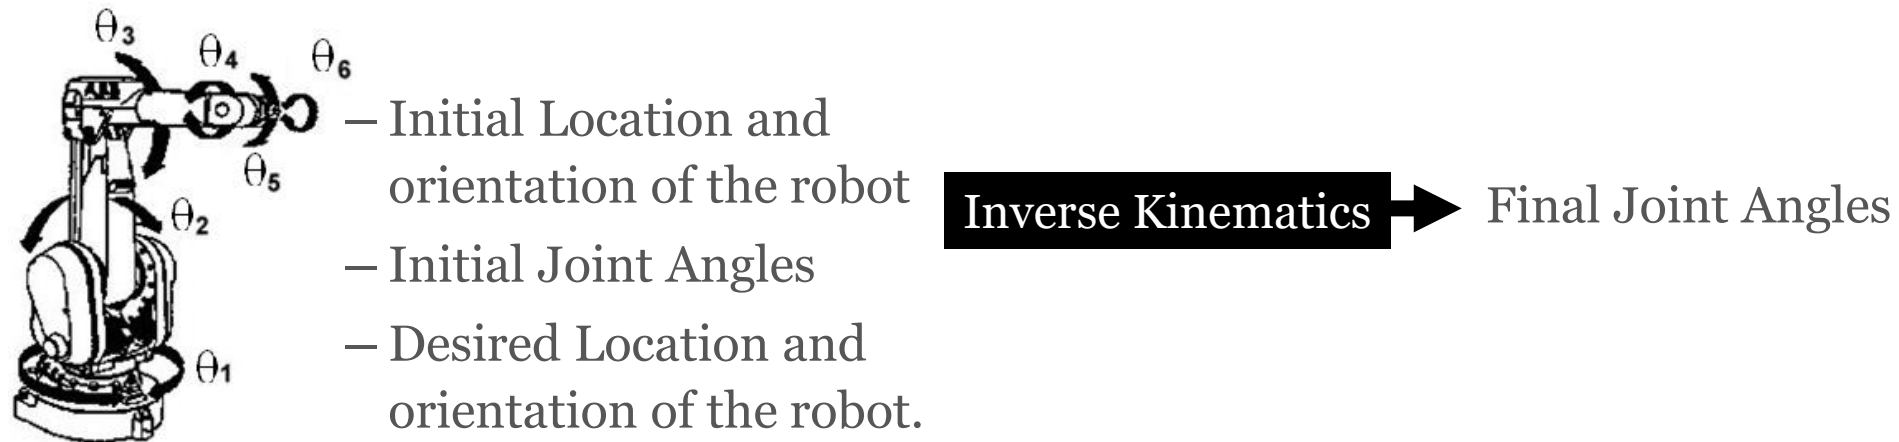 θ3
θ4
θ6
ABB
θ5
θ2
θ1
– Initial Location and
orientation of the robot
– Initial Joint Angles
– Desired Location and
orientation of the robot.
Inverse Kinematics
Final Joint Angles